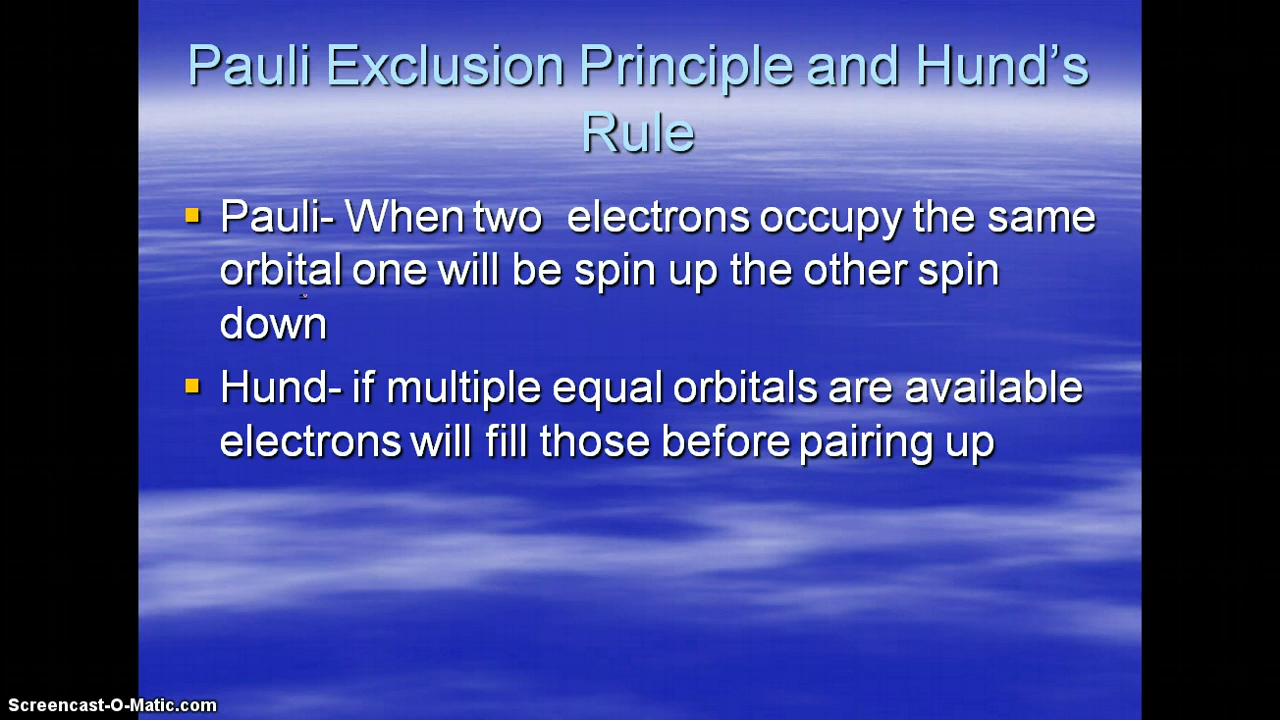 Pauli Exclusion Principle and Hund's
Rule
Pauli- When two  electrons occupy the same
orbital one will be spin up the other spin
down
Hund- if multiple equal orbitals are available
electrons will fill those before pairing up
Screencast-O-Matic.com